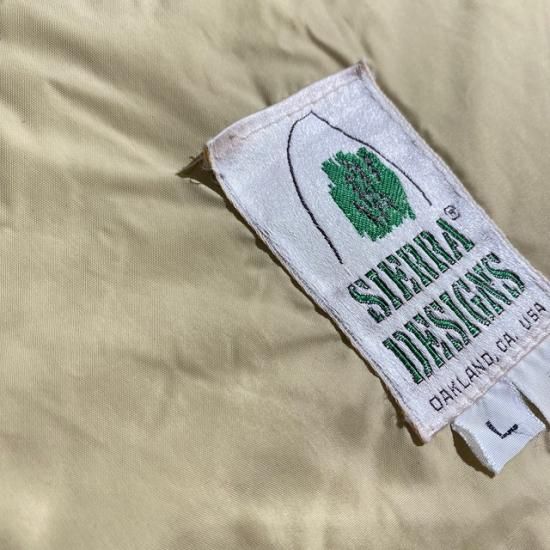 SIERRA®
DESIGNS
OAKLAND, CA. USA
L